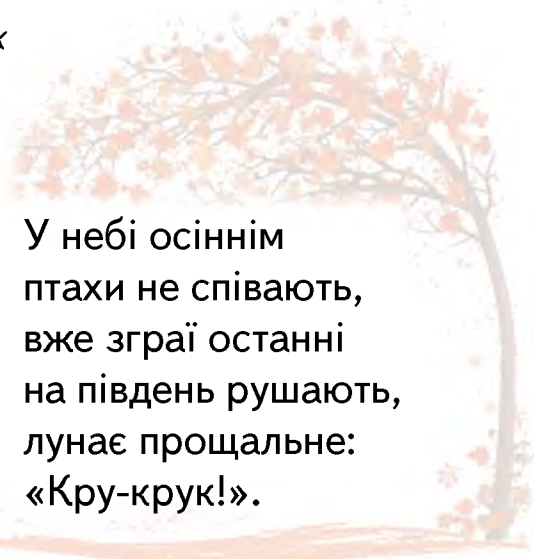 У небі осіннім
птахи не співають,
вже зграї останні
на південь рушають,
лунає прощальне:
«Кру-крук!».